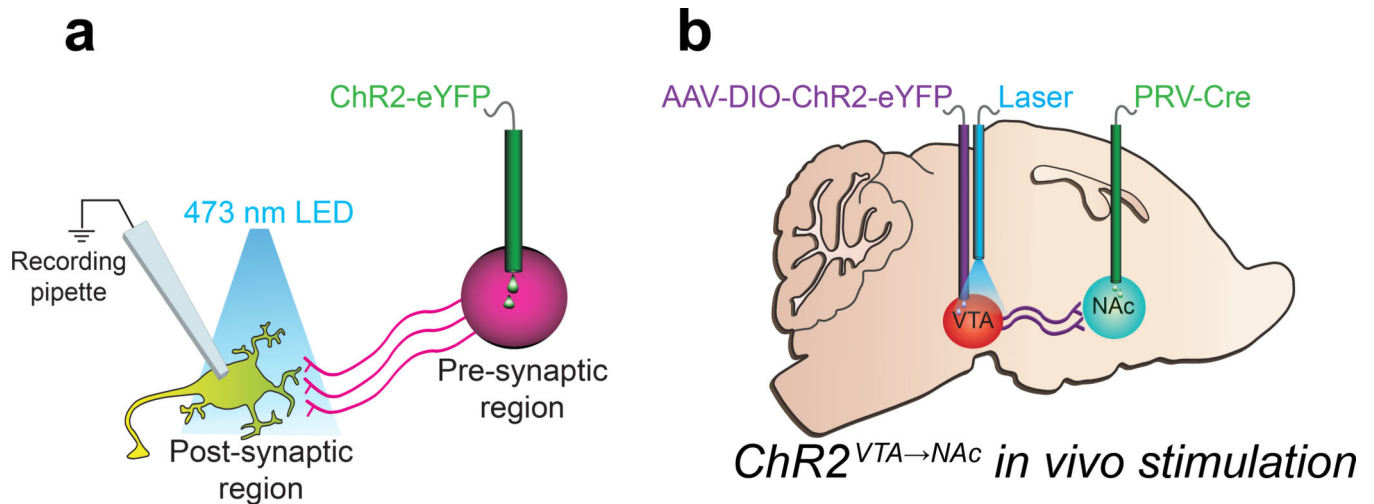 a
ChR2-eYFP
473 nm LED
Recording
pipette
Pre-synaptic
region
Post-synaptic
region
b
AAV-DIO-ChR2-eYFP
Laser
PRV-Cre
VTA
NAc
ChR2VTA→NAc in vivo stimulation